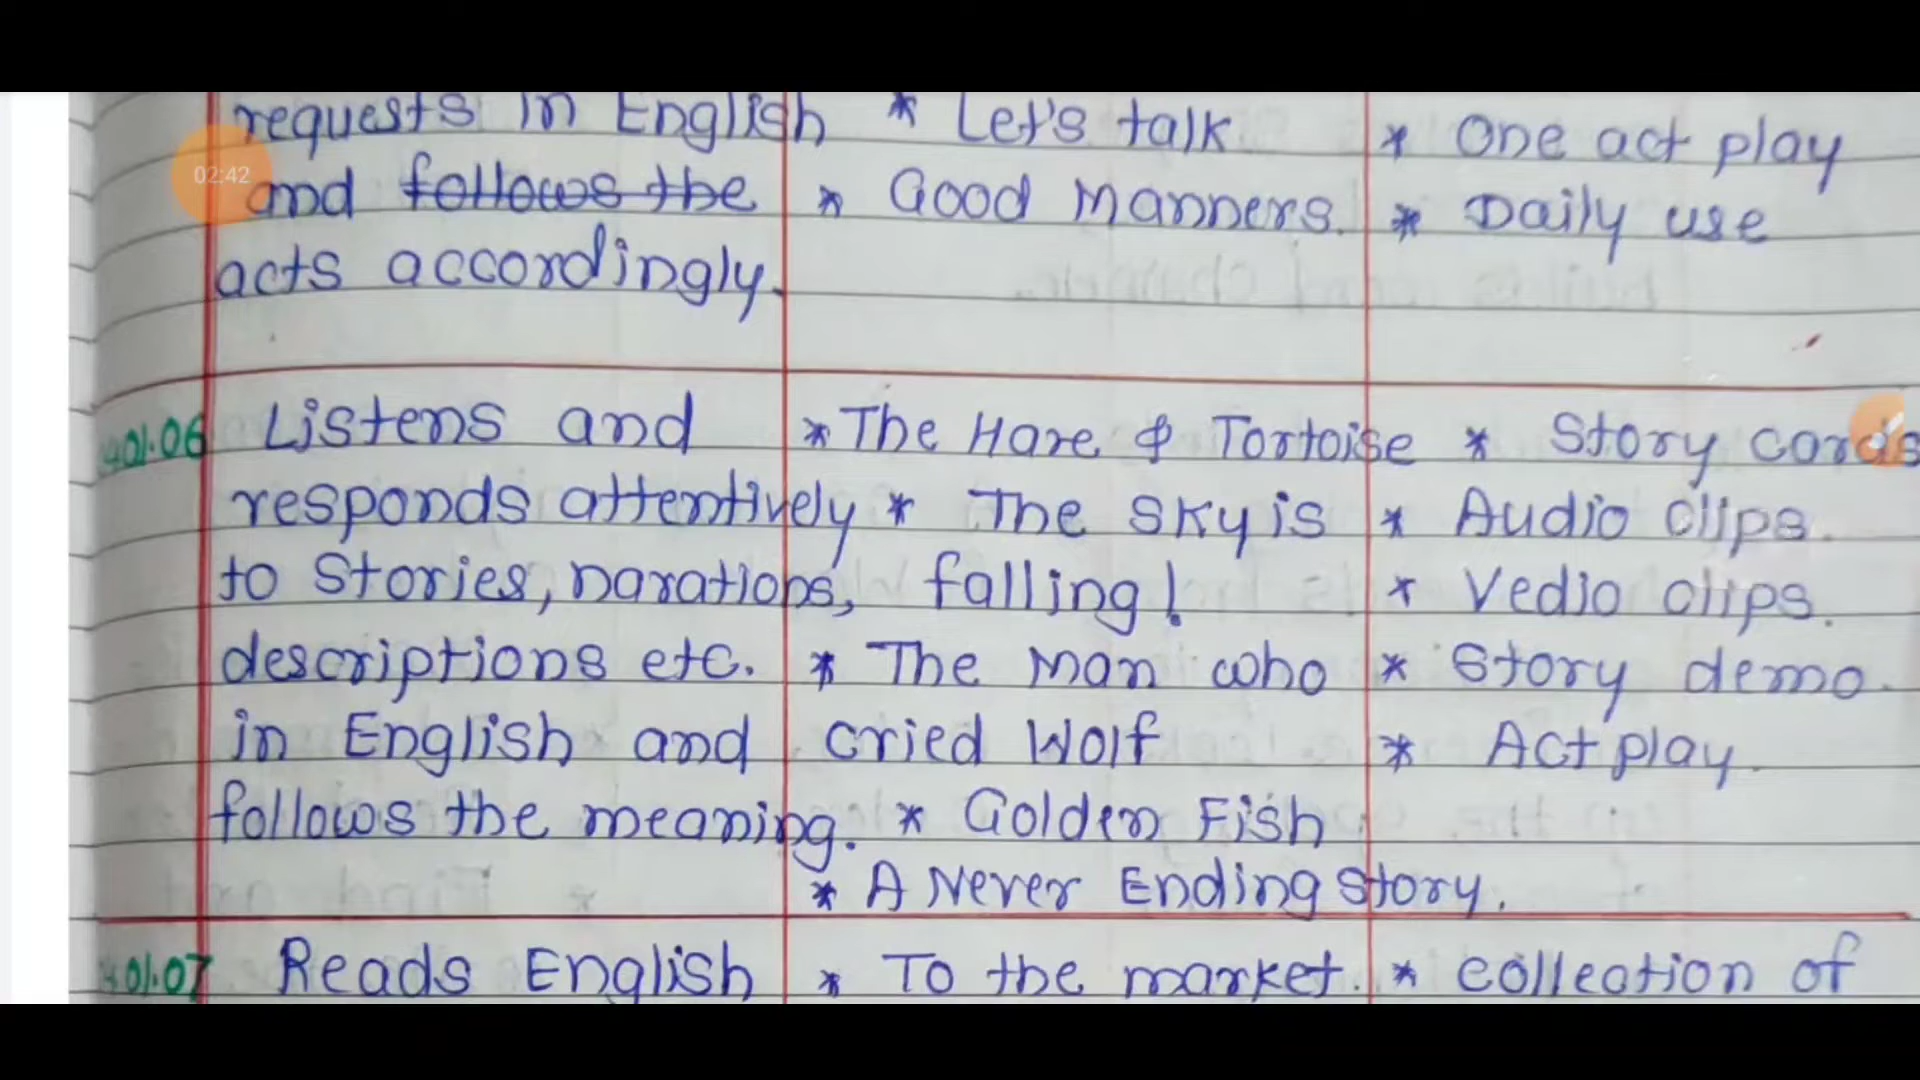 requests in English * Let's talk * One act play
and follows the * Good Manners. * Daily use
acts accordingly.
01.06 Listens and * The Hare & Tortoise * Story cards
responds attentively * The Sky is * Audio clips.
to Stories, narations, falling! * Vedio clips.
descriptions etc. * The Man who * Story demo.
in English and cried Wolf * Act play.
follows the meaning. * Golden Fish
* A Never Ending Story.
01.07 Reads English * To the market. * collection of
02:42